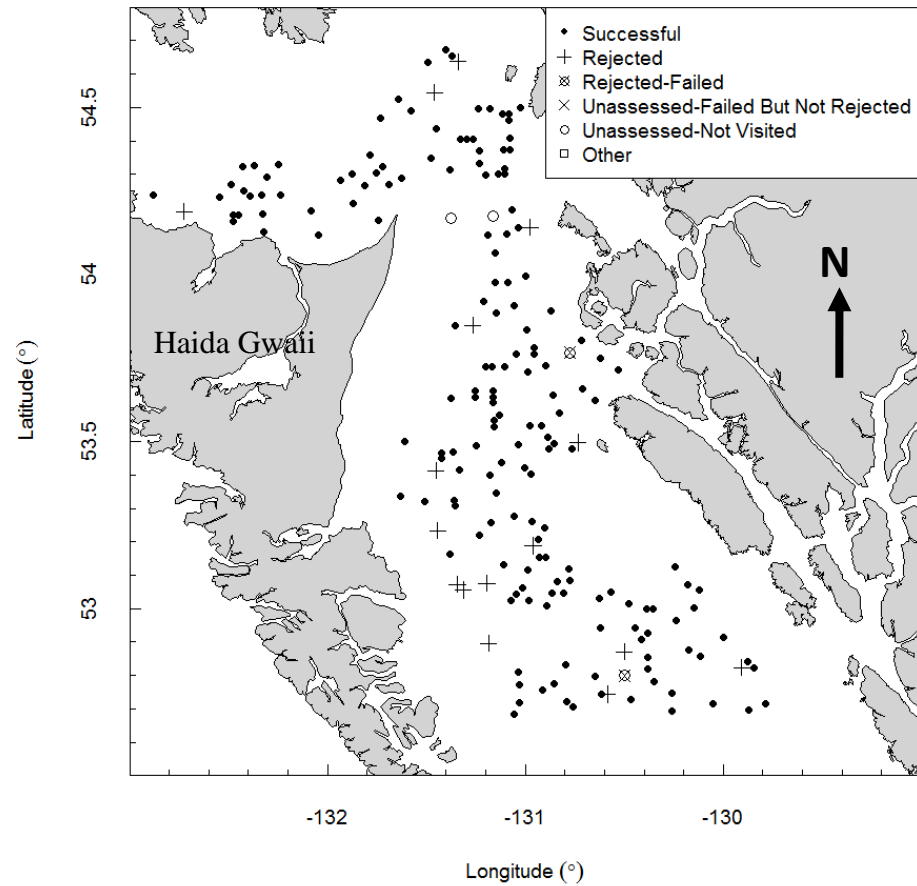 Successful
Rejected
Rejected-Failed
Unassessed-Failed But Not Rejected
Unassessed-Not Visited
Other
N
Haida Gwaii
Latitude (°)
54.5
54
53.5
53
-132
-131
-130
Longitude (°)